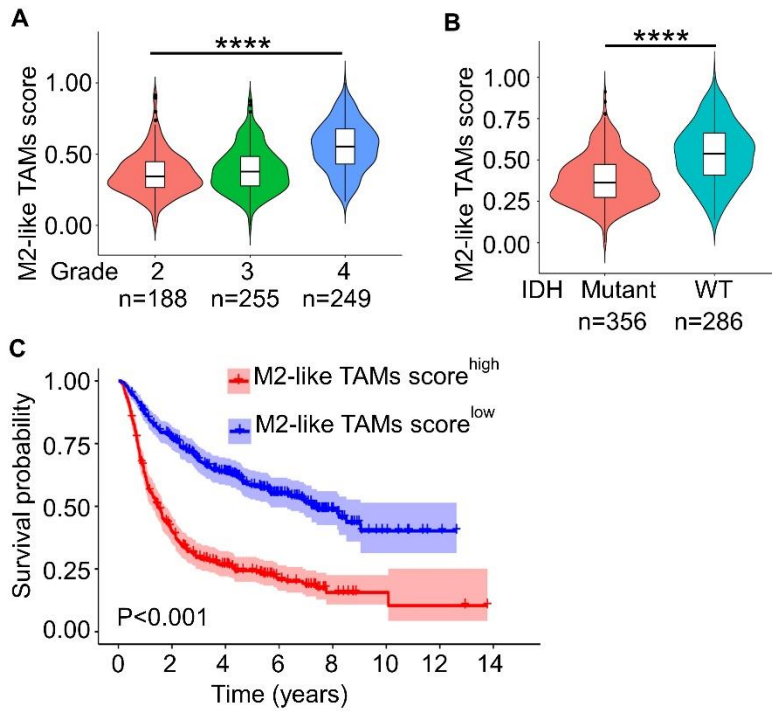 A
****
M2-like TAMs score
1.00
0.50
0.00
Grade 2 3 4
n=188 n=255 n=249
B
****
M2-like TAMs score
1.00
0.75
0.50
0.25
0.00
IDH Mutant WT
n=356 n=286
C
M2-like TAMs score^high
M2-like TAMs score^low
Survival probability
1.00
0.75
0.50
0.25
0.00
P<0.001
0 2 4 6 8 10 12 14
Time (years)